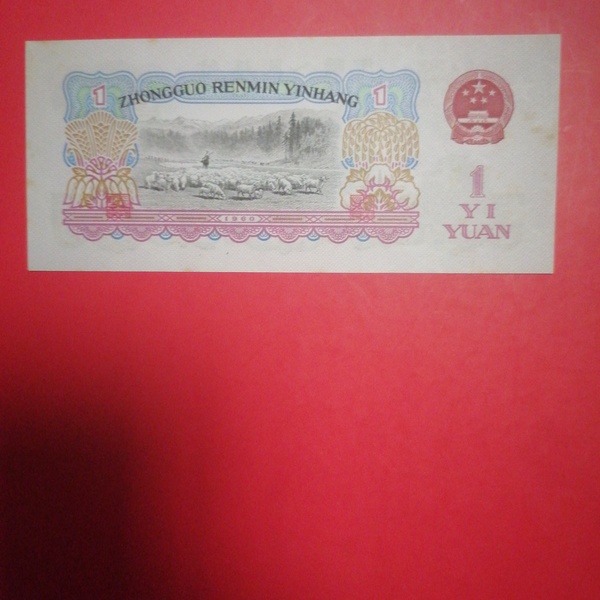 1
ZHONGGUO RENMIN YINHANG
1
1960
1
YI
YUAN